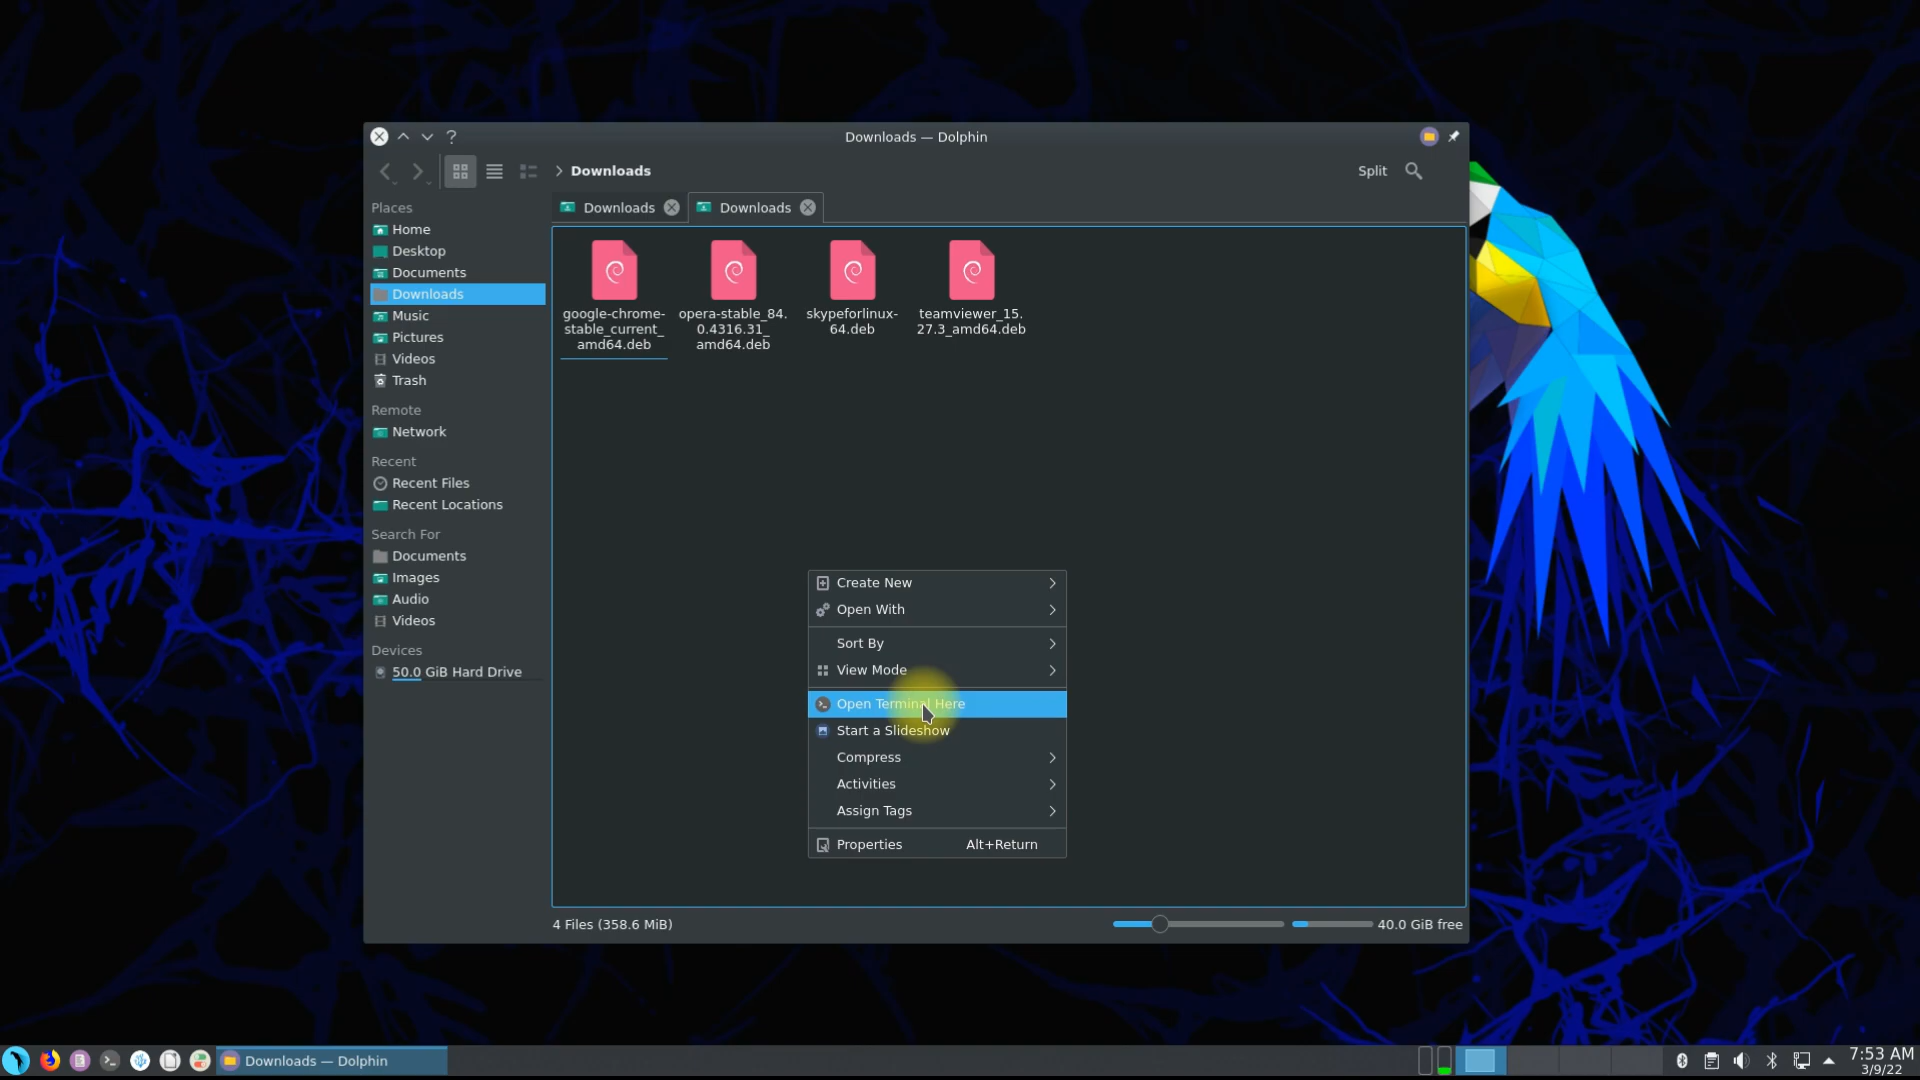 Downloads — Dolphin
Downloads
Split
Downloads
Downloads
Places
Home
Desktop
Documents
Downloads
Music
Pictures
Videos
Trash
Remote
Network
Recent
Recent Files
Recent Locations
Search For
Documents
Images
Audio
Videos
Devices
50.0 GiB Hard Drive
google-chrome-
stable_current_
amd64.deb
opera-stable_84.
0.4316.31_
amd64.deb
skypeforlinux-
64.deb
teamviewer_15.
27.3_amd64.deb
Create New
Open With
Sort By
View Mode
Open Terminal Here
Start a Slideshow
Compress
Activities
Assign Tags
Properties Alt+Return
4 Files (358.6 MiB)
40.0 GiB free
Downloads — Dolphin
7:53 AM
3/9/22